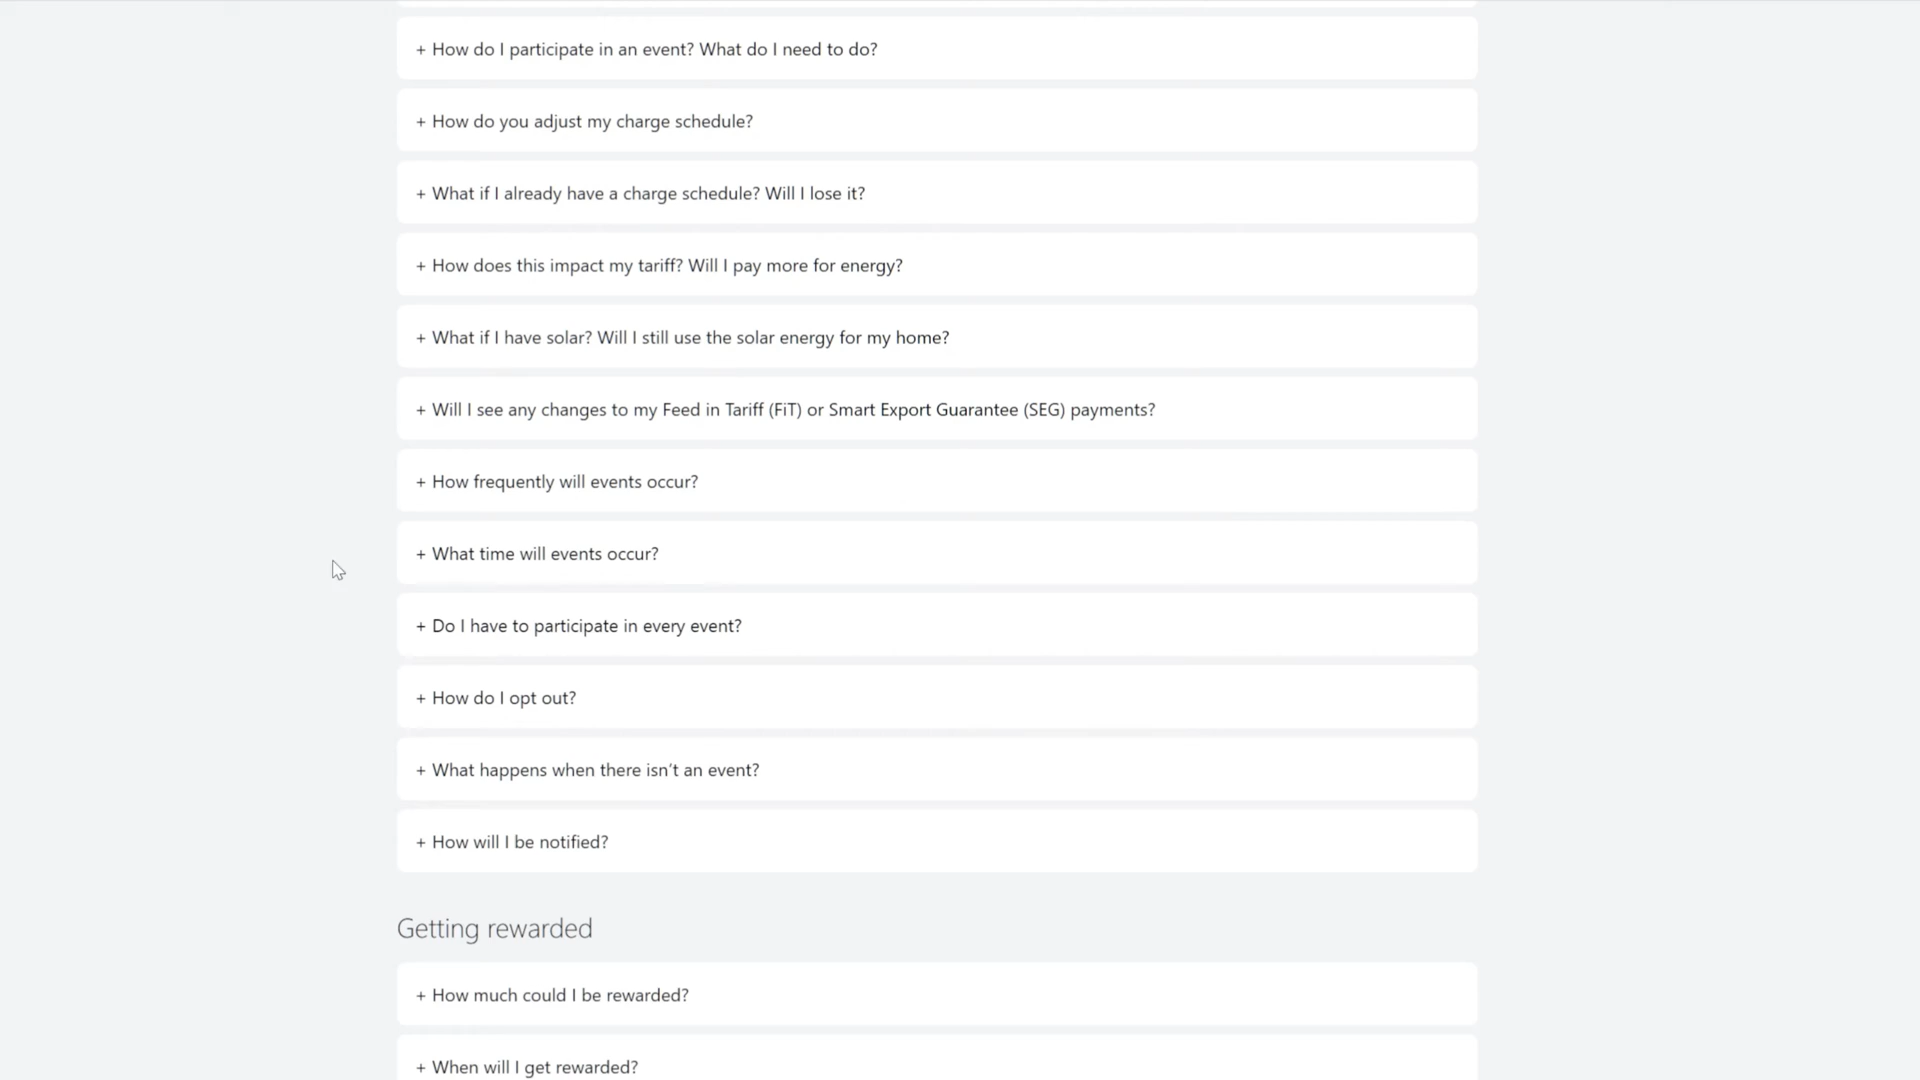 + How do I participate in an event? What do I need to do?
+ How do you adjust my charge schedule?
+ What if I already have a charge schedule? Will I lose it?
+ How does this impact my tariff? Will I pay more for energy?
+ What if I have solar? Will I still use the solar energy for my home?
+ Will I see any changes to my Feed in Tariff (FiT) or Smart Export Guarantee (SEG) payments?
+ How frequently will events occur?
+ What time will events occur?
+ Do I have to participate in every event?
+ How do I opt out?
+ What happens when there isn’t an event?
+ How will I be notified?
Getting rewarded
+ How much could I be rewarded?
+ When will I get rewarded?